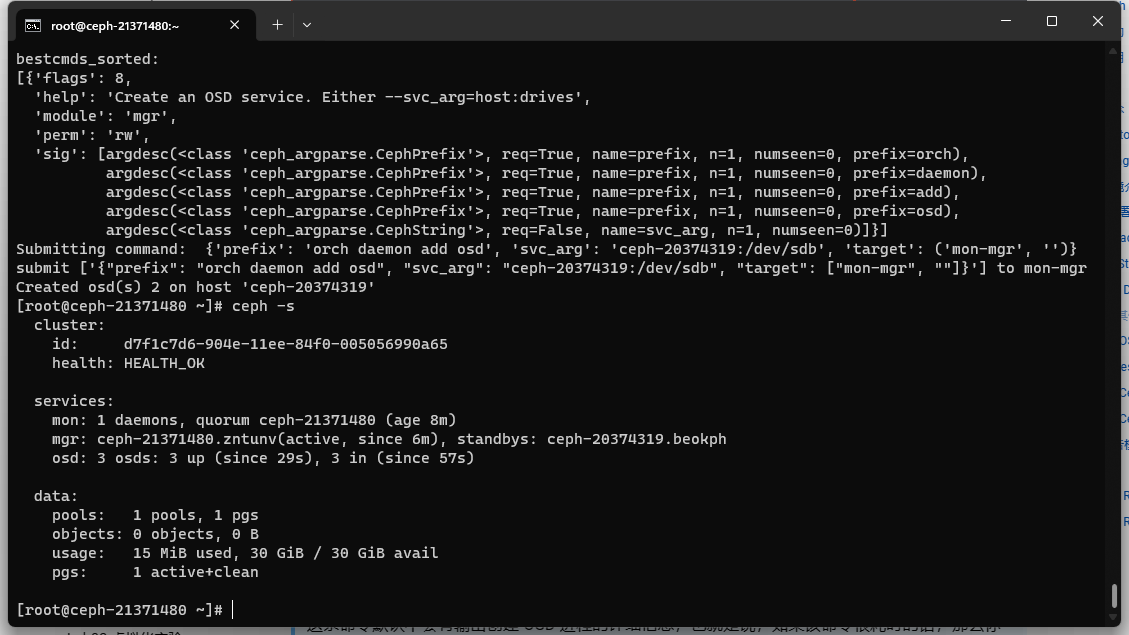 root@ceph-21371480:~
bestcmds_sorted:
[{'flags': 8,
  'help': 'Create an OSD service. Either --svc_arg=host:drives',
  'module': 'mgr',
  'perm': 'rw',
  'sig': [argdesc(<class 'ceph_argparse.CephPrefix'>, req=True, name=prefix, n=1, numseen=0, prefix=orch),
          argdesc(<class 'ceph_argparse.CephPrefix'>, req=True, name=prefix, n=1, numseen=0, prefix=daemon),
          argdesc(<class 'ceph_argparse.CephPrefix'>, req=True, name=prefix, n=1, numseen=0, prefix=add),
          argdesc(<class 'ceph_argparse.CephPrefix'>, req=True, name=prefix, n=1, numseen=0, prefix=osd),
          argdesc(<class 'ceph_argparse.CephString'>, req=False, name=svc_arg, n=1, numseen=0)]}]
Submitting command:  {'prefix': 'orch daemon add osd', 'svc_arg': 'ceph-20374319:/dev/sdb', 'target': ('mon-mgr', '')}
submit ['{"prefix": "orch daemon add osd", "svc_arg": "ceph-20374319:/dev/sdb", "target": ["mon-mgr", ""]}'] to mon-mgr
Created osd(s) 2 on host 'ceph-20374319'
[root@ceph-21371480 ~]# ceph -s
  cluster:
    id:     d7f1c7d6-904e-11ee-84f0-005056990a65
    health: HEALTH_OK

  services:
    mon: 1 daemons, quorum ceph-21371480 (age 8m)
    mgr: ceph-21371480.zntunv(active, since 6m), standbys: ceph-20374319.beokph
    osd: 3 osds: 3 up (since 29s), 3 in (since 57s)

  data:
    pools:   1 pools, 1 pgs
    objects: 0 objects, 0 B
    usage:   15 MiB used, 30 GiB / 30 GiB avail
    pgs:     1 active+clean

[root@ceph-21371480 ~]#